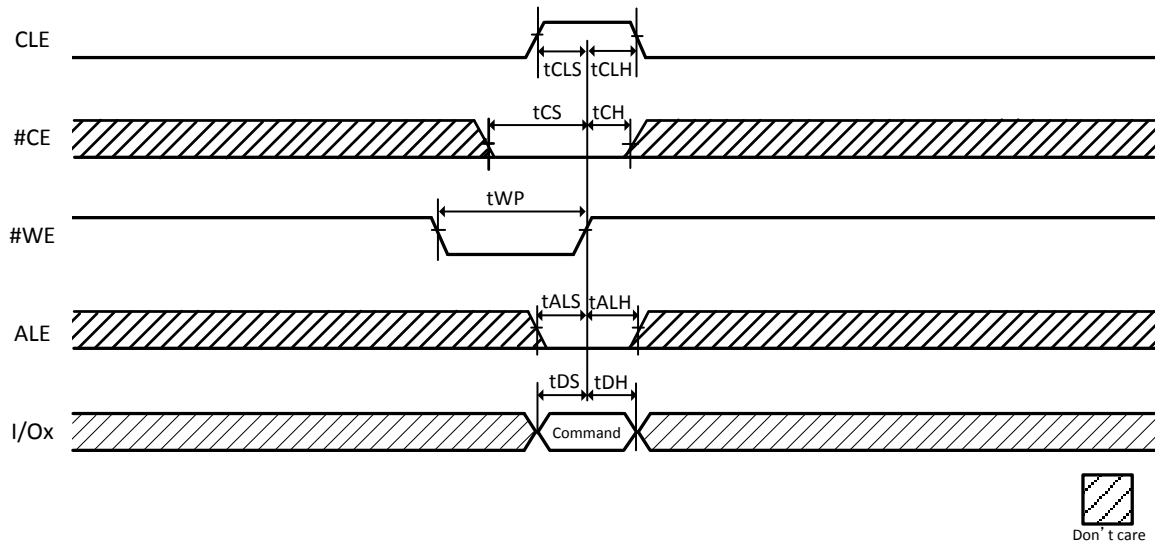 CLE
tCLS tCLH
tCS tCH
#CE
tWP
#WE
tALS tALH
ALE
tDS tDH
I/Ox
Command
Don't care